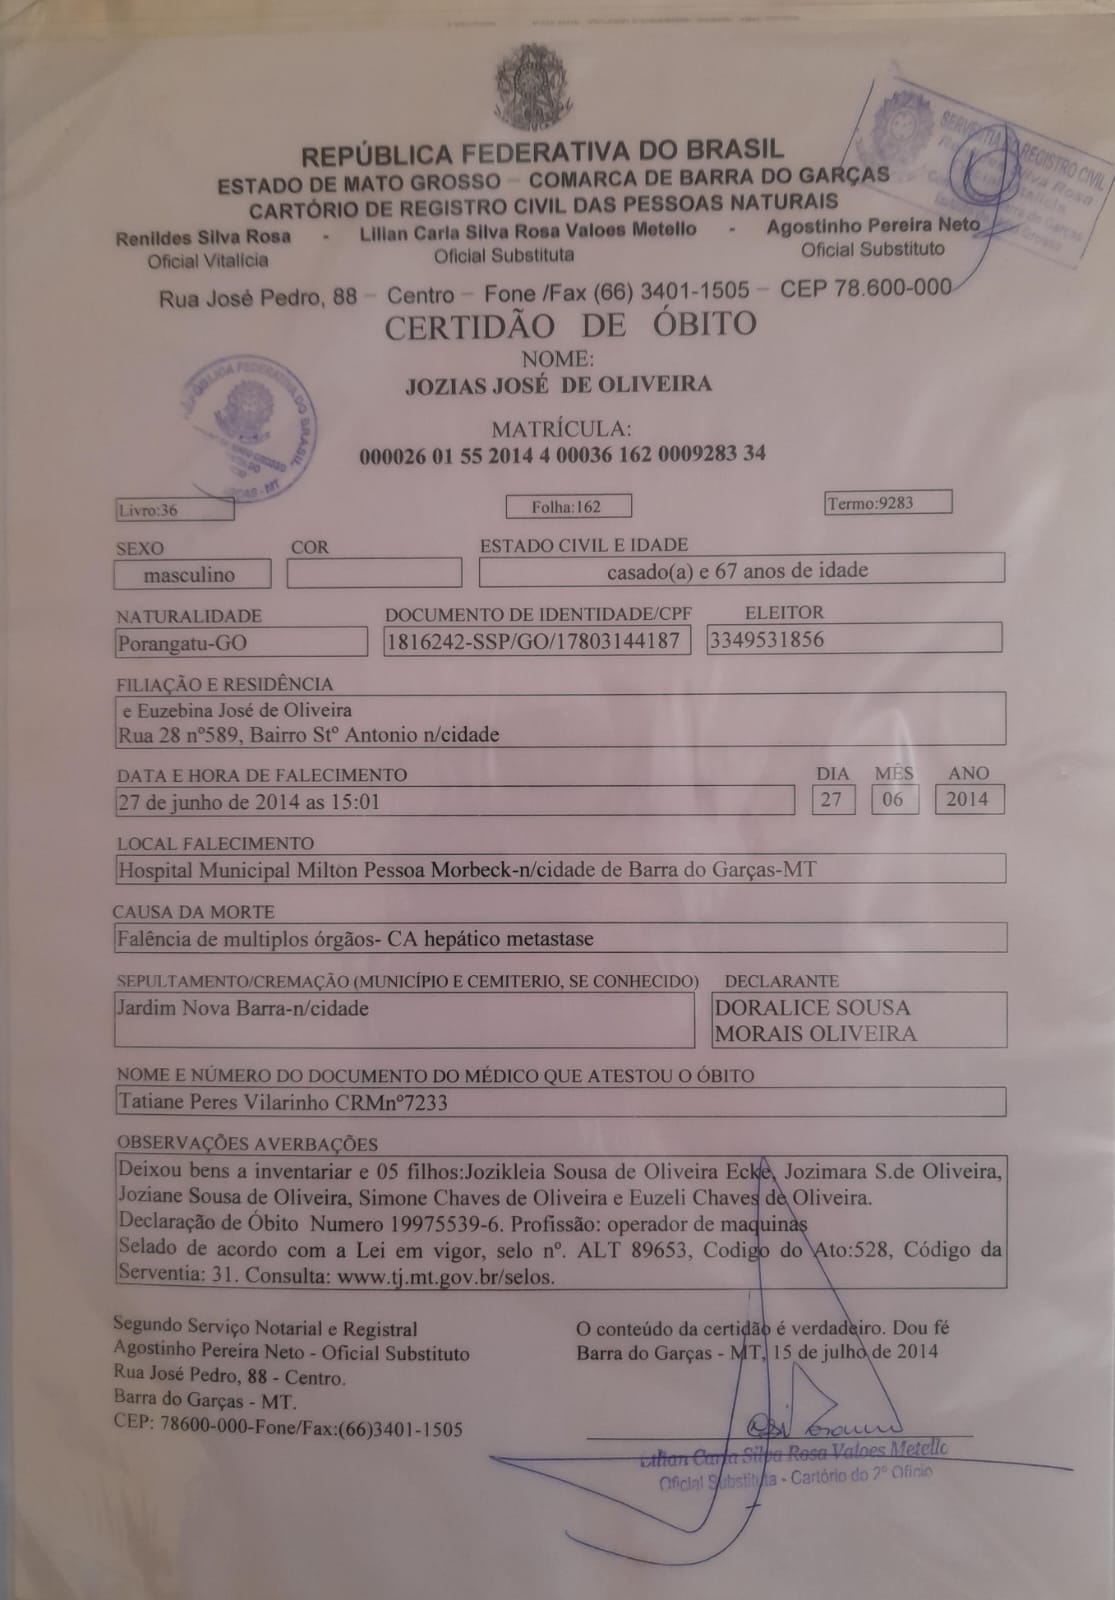 REPÚBLICA FEDERATIVA DO BRASIL
ESTADO DE MATO GROSSO – COMARCA DE BARRA DO GARÇAS
CARTÓRIO DE REGISTRO CIVIL DAS PESSOAS NATURAIS
Renildes Silva Rosa - Lilian Carla Silva Rosa Valoes Metello - Agostinho Pereira Neto
Oficial Vitalícia Oficial Substituta Oficial Substituto
Rua José Pedro, 88 – Centro – Fone /Fax (66) 3401-1505 – CEP 78.600-000
SERVENTIA DO REGISTRO CIVIL
CERTIDÃO DE ÓBITO
NOME:
JOZIAS JOSÉ DE OLIVEIRA
REPÚBLICA FEDERATIVA DO BRASIL
MATRÍCULA:
000026 01 55 2014 4 00036 162 0009283 34
Livro:36 Folha:162 Termo:9283
SEXO COR ESTADO CIVIL E IDADE
masculino casado(a) e 67 anos de idade
NATURALIDADE DOCUMENTO DE IDENTIDADE/CPF ELEITOR
Porangatu-GO 1816242-SSP/GO/17803144187 3349531856
FILIAÇÃO E RESIDÊNCIA
e Euzebina José de Oliveira
Rua 28 nº589, Bairro Stº Antonio n/cidade
DATA E HORA DE FALECIMENTO DIA MÊS ANO
27 de junho de 2014 as 15:01 27 06 2014
LOCAL FALECIMENTO
Hospital Municipal Milton Pessoa Morbeck-n/cidade de Barra do Garças-MT
CAUSA DA MORTE
Falência de multiplos órgãos- CA hepático metastase
SEPULTAMENTO/CREMAÇÃO (MUNICÍPIO E CEMITERIO, SE CONHECIDO) DECLARANTE
Jardim Nova Barra-n/cidade DORALICE SOUSA
MORAIS OLIVEIRA
NOME E NÚMERO DO DOCUMENTO DO MÉDICO QUE ATESTOU O ÓBITO
Tatiane Peres Vilarinho CRMnº7233
OBSERVAÇÕES AVERBAÇÕES
Deixou bens a inventariar e 05 filhos:Jozikleia Sousa de Oliveira Ecke, Jozimara S.de Oliveira,
Joziane Sousa de Oliveira, Simone Chaves de Oliveira e Euzeli Chaves de Oliveira.
Declaração de Óbito Numero 19975539-6. Profissão: operador de maquinas
Selado de acordo com a Lei em vigor, selo nº. ALT 89653, Codigo do Ato:528, Código da
Serventia: 31. Consulta: www.tj.mt.gov.br/selos.
Segundo Serviço Notarial e Registral
Agostinho Pereira Neto - Oficial Substituto
Rua José Pedro, 88 - Centro.
Barra do Garças - MT.
CEP: 78600-000-Fone/Fax:(66)3401-1505
O conteúdo da certidão é verdadeiro. Dou fé
Barra do Garças - MT, 15 de julho de 2014
Lilian Carla Silva Rosa Valoes Metello
Oficial Substituta - Cartório do 2º Oficio